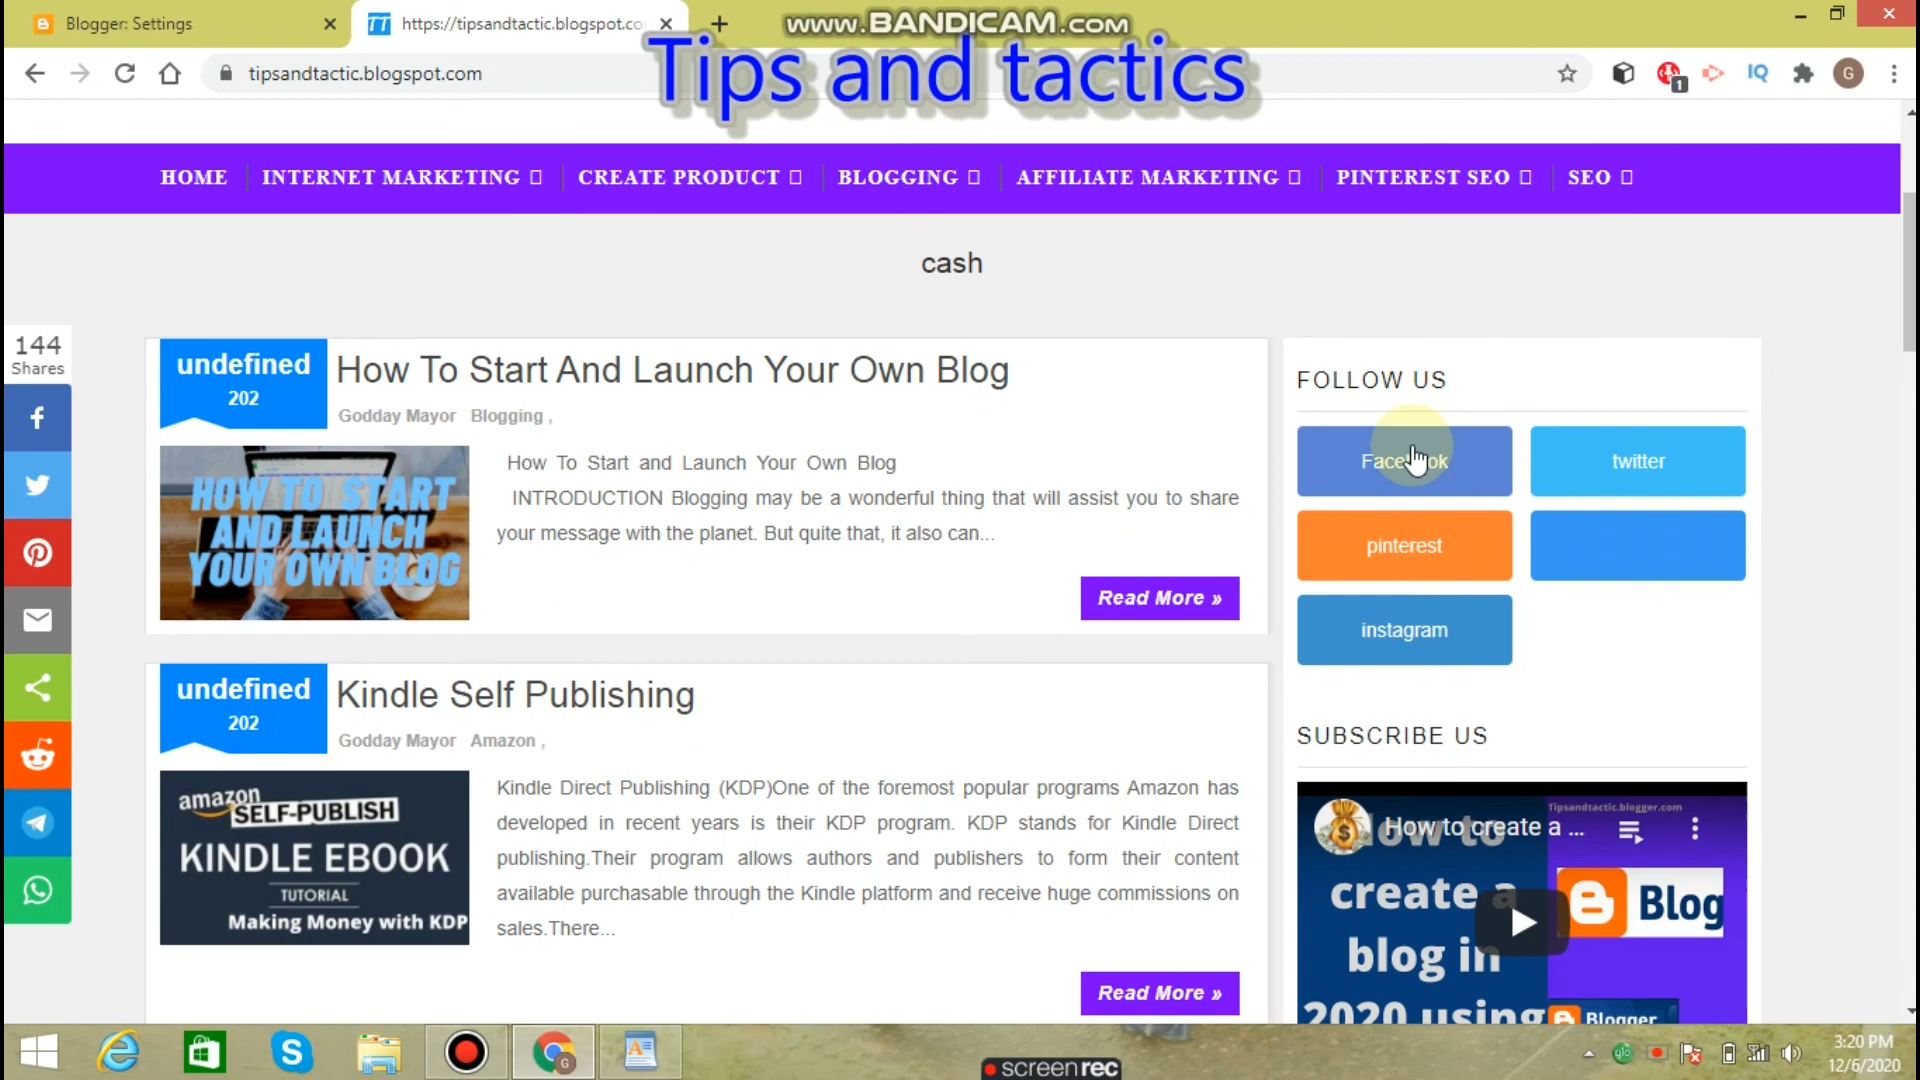 Blogger: Settings
https://tipsandtactic.blogspot.co
www.BANDICAM.com
tipsandtactic.blogspot.com
Tips and tactics
1
IQ
G
HOME
INTERNET MARKETING
CREATE PRODUCT
BLOGGING
AFFILIATE MARKETING
PINTEREST SEO
SEO
cash
144
Shares
undefined
202
How To Start And Launch Your Own Blog
Godday Mayor Blogging ,
HOW TO START
AND LAUNCH
YOUR OWN BLOG
How To Start and Launch Your Own Blog
INTRODUCTION Blogging may be a wonderful thing that will assist you to share
your message with the planet. But quite that, it also can...
Read More »
undefined
202
Kindle Self Publishing
Godday Mayor Amazon ,
amazon
SELF-PUBLISH
KINDLE EBOOK
TUTORIAL
Making Money with KDP
Kindle Direct Publishing (KDP)One of the foremost popular programs Amazon has
developed in recent years is their KDP program. KDP stands for Kindle Direct
publishing.Their program allows authors and publishers to form their content
available purchasable through the Kindle platform and receive huge commissions on
sales.There...
Read More »
FOLLOW US
Facebook
twitter
pinterest
instagram
SUBSCRIBE US
Tipsandtactic.blogger.com
How to create a ...
How to
create a
blog in
2020 using
Blog
Blogger
G
glo
3:20 PM
12/6/2020
screenrec